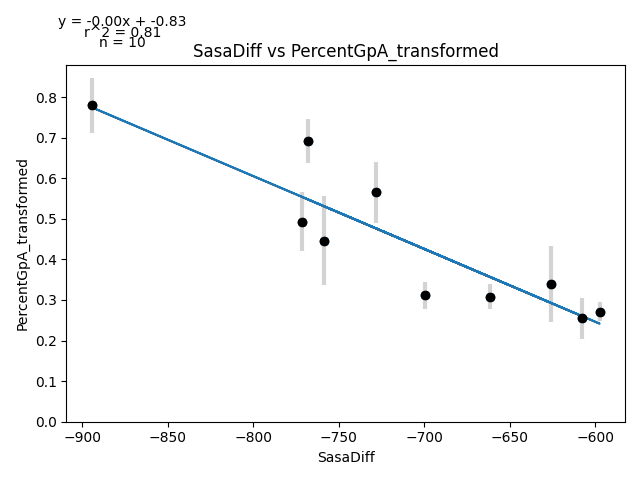 y = -0.00x + -0.83
r^2 = 0.81
n = 10
SasaDiff vs PercentGpA_transformed
PercentGpA_transformed
0.8
0.7
0.6
0.5
0.4
0.3
0.2
0.1
0.0
−900 −850 −800 −750 −700 −650 −600
SasaDiff